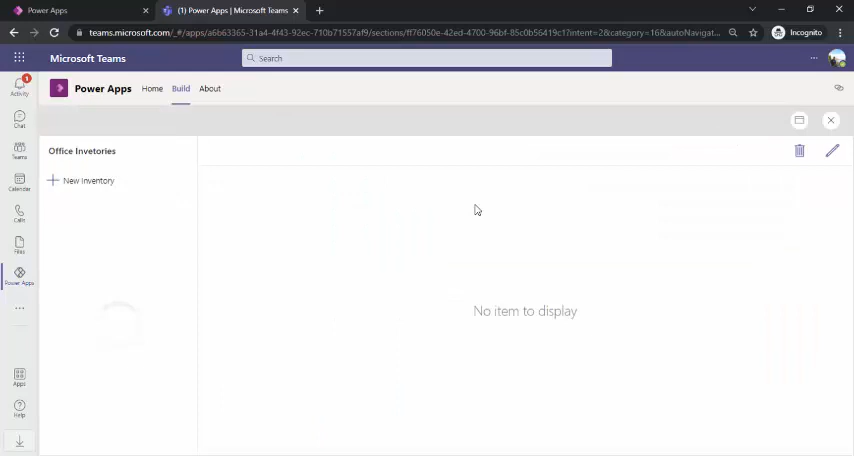 Power Apps
(1) Power Apps | Microsoft Teams
teams.microsoft.com/_#/apps/a6b63365-31a4-4f43-92ec-710b71557af9/sections/ff76050e-42ed-4700-96bf-85c0b56419c1?intent=2&category=16&autoNavigat...
Incognito
Microsoft Teams
Search
1
Activity
Chat
Teams
Calendar
Calls
Files
Power Apps
Apps
Help
Power Apps
Home
Build
About
Office Invetories
New Inventory
No item to display